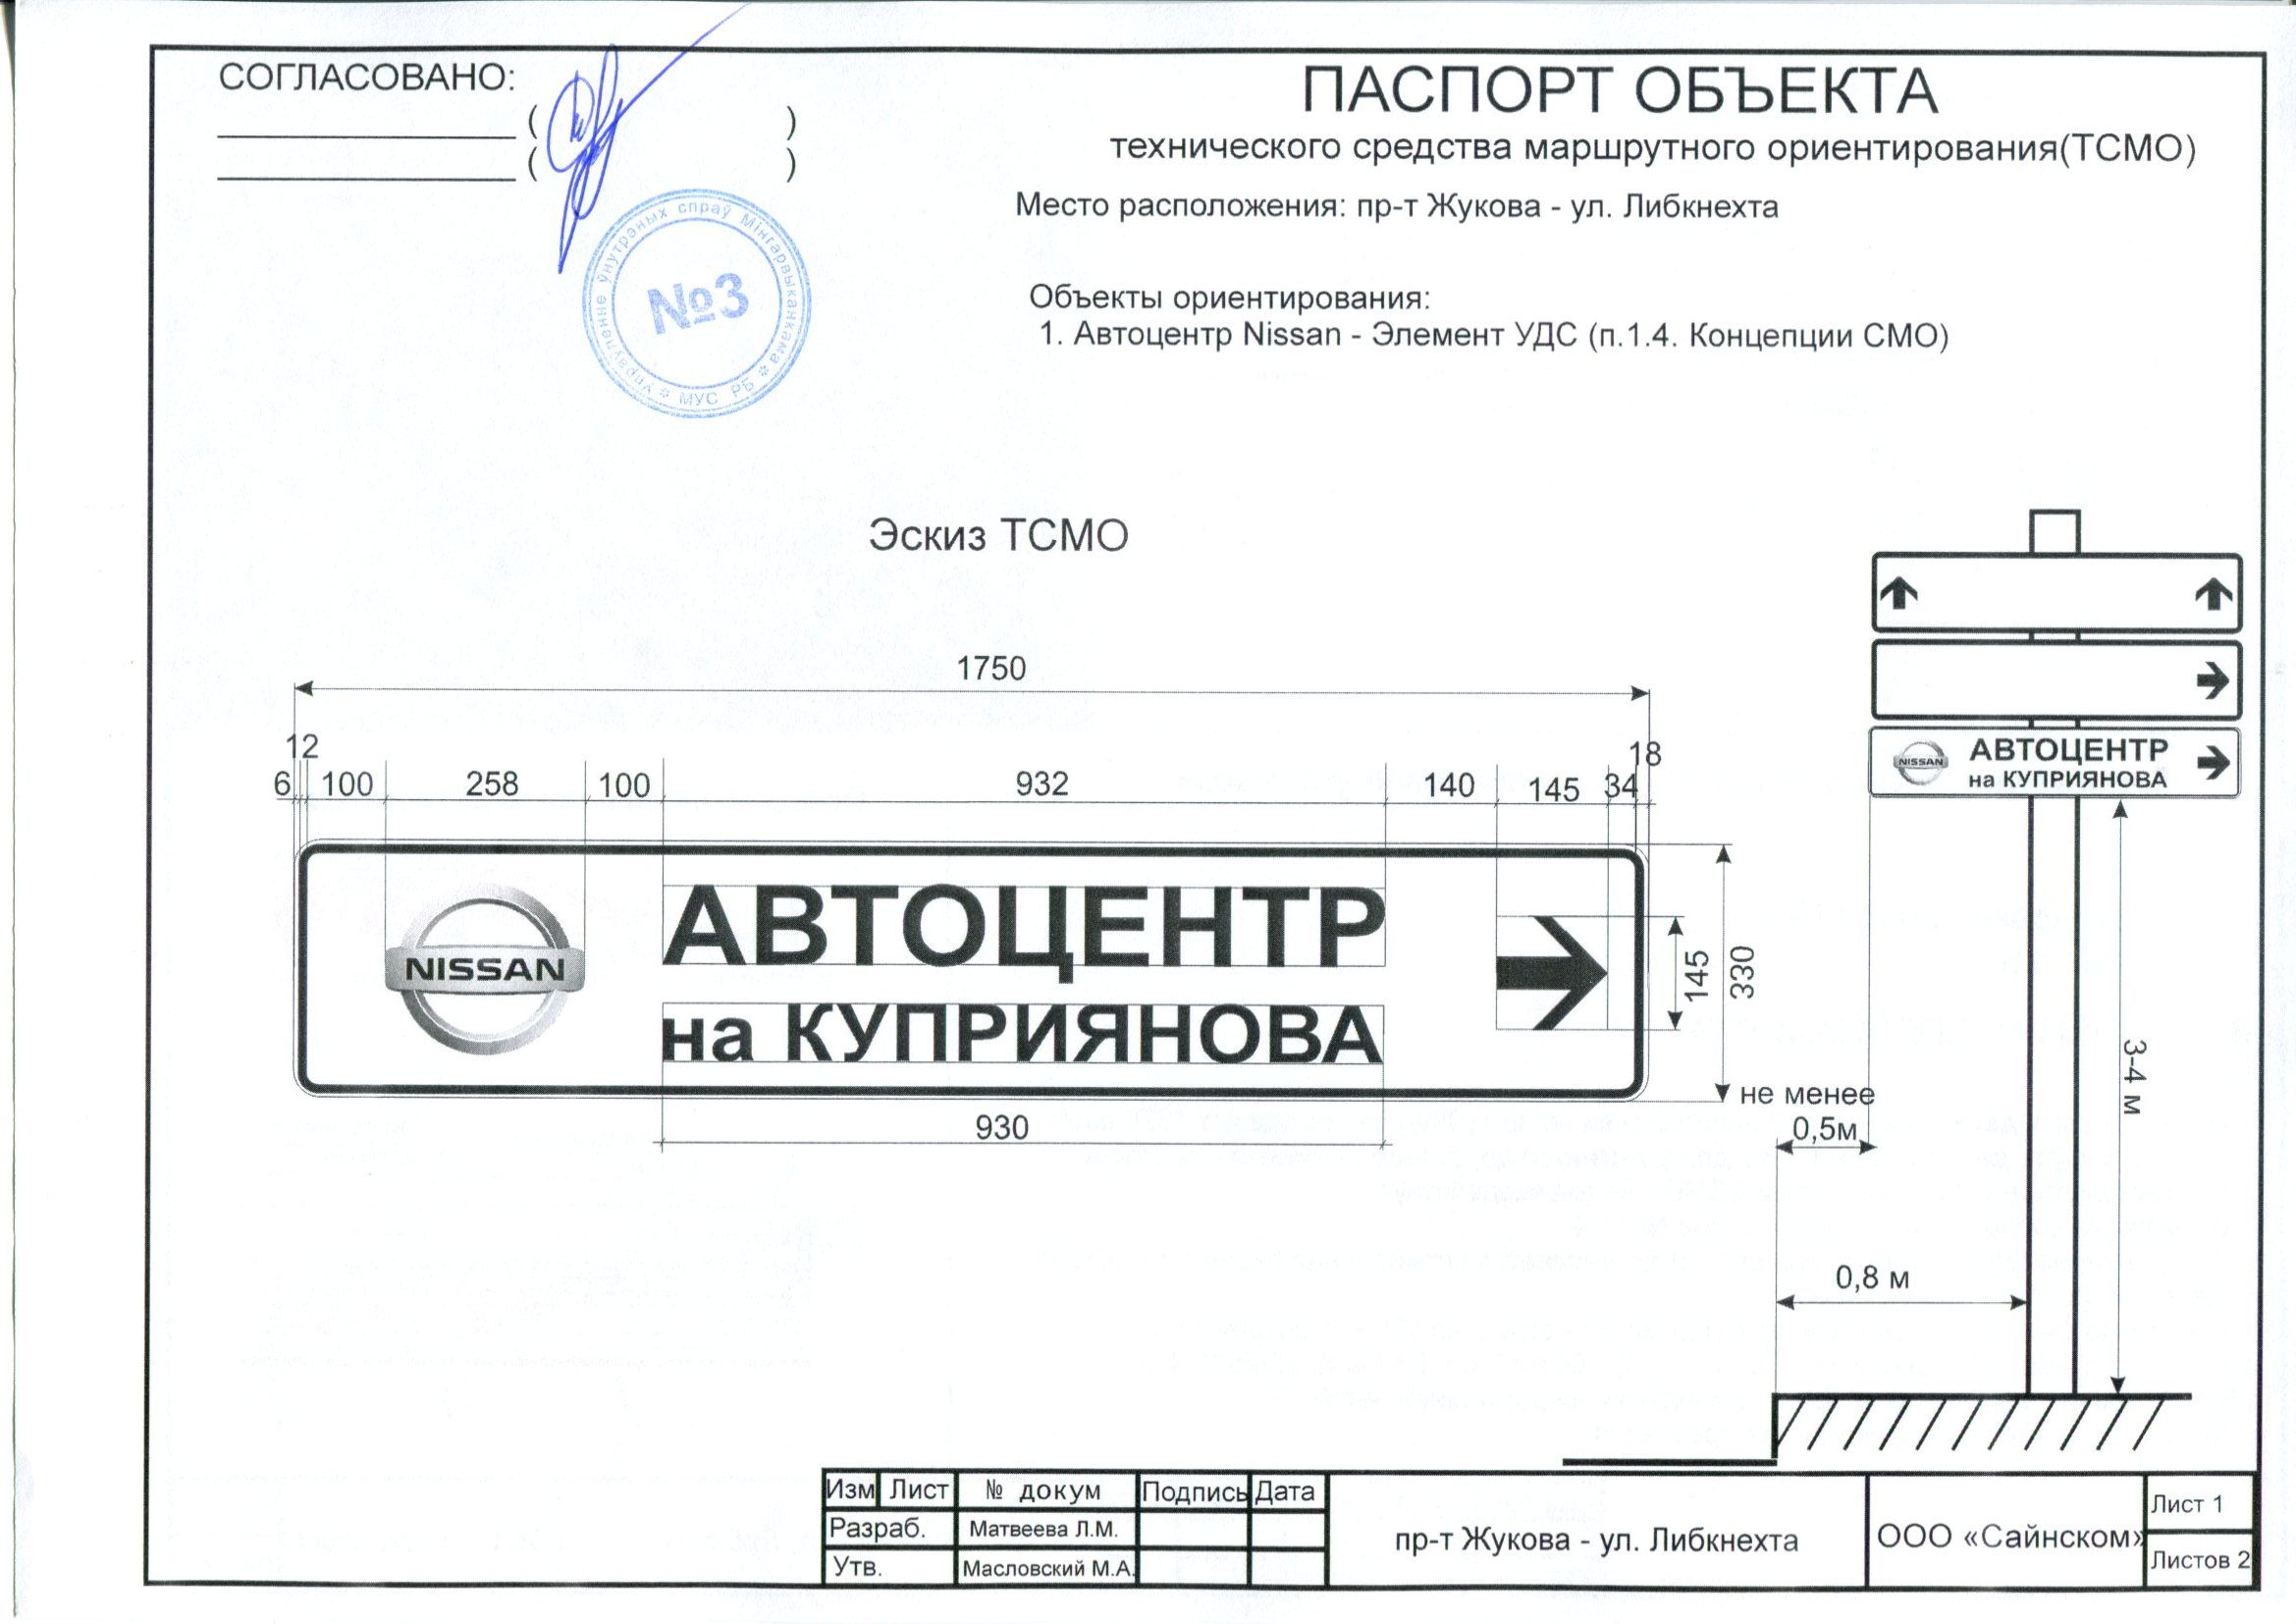 СОГЛАСОВАНО:
( )
( )
Упраўленне ўнутраных спраў Мінгарвыканкама
МУС РБ
№3
ПАСПОРТ ОБЪЕКТА
технического средства маршрутного ориентирования(ТСМО)
Место расположения: пр-т Жукова - ул. Либкнехта
Объекты ориентирования:
1. Автоцентр Nissan - Элемент УДС (п.1.4. Концепции СМО)
Эскиз ТСМО
1750
12
18
6 100 258 100 932 140 145 34
NISSAN
АВТОЦЕНТР
на КУПРИЯНОВА
145
330
930
NISSAN
АВТОЦЕНТР
на КУПРИЯНОВА
не менее
0,5м
3-4 м
0,8 м
Изм Лист № докум Подпись Дата
Разраб. Матвеева Л.М.
Утв. Масловский М.А.
пр-т Жукова - ул. Либкнехта
ООО «Сайнском»
Лист 1
Листов 2